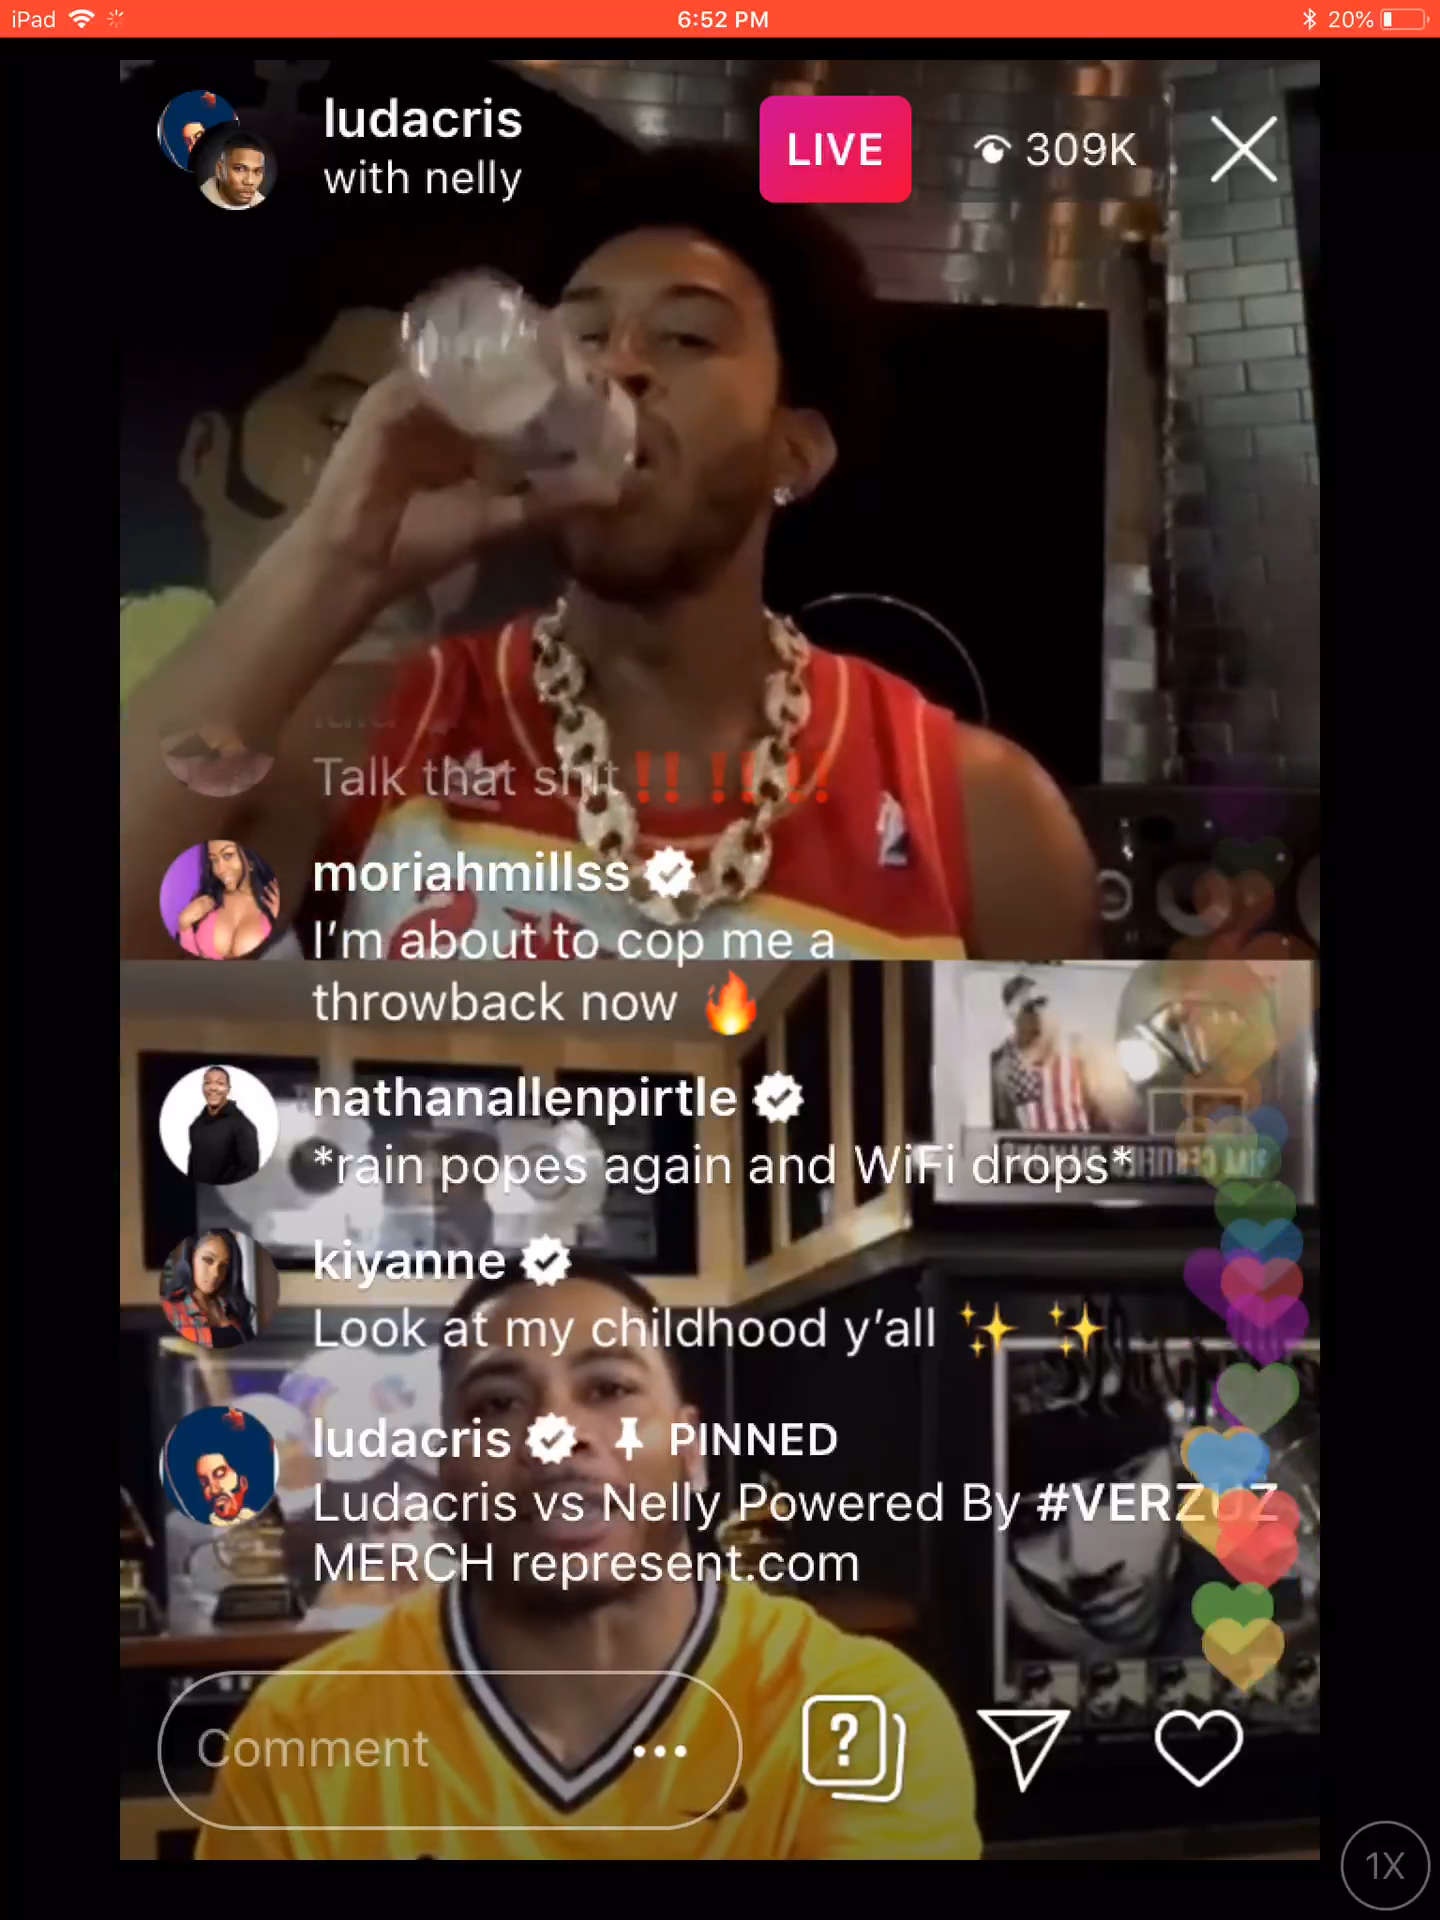 iPad 6:52 PM 20%
ludacris
with nelly
LIVE
309K
Talk that shit‼️‼️‼️
moriahmillss
I'm about to cop me a
throwback now 🔥
nathanallenpirtle
*rain popes again and WiFi drops*
kiyanne
Look at my childhood y'all ✨ ✨
ludacris PINNED
Ludacris vs Nelly Powered By #VERZUZ
MERCH represent.com
Comment
?
1X